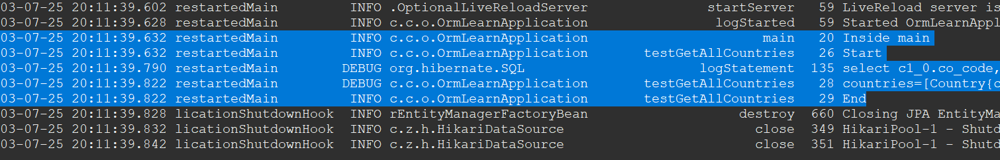 03-07-25 20:11:39.602 restartedMain INFO .OptionalLiveReloadServer startServer 59 LiveReload server is
03-07-25 20:11:39.628 restartedMain INFO c.c.o.OrmLearnApplication logStarted 59 Started OrmLearnAppl
03-07-25 20:11:39.632 restartedMain INFO c.c.o.OrmLearnApplication main 20 Inside main
03-07-25 20:11:39.632 restartedMain INFO c.c.o.OrmLearnApplication testGetAllCountries 26 Start
03-07-25 20:11:39.790 restartedMain DEBUG org.hibernate.SQL logStatement 135 select c1_0.co_code,
03-07-25 20:11:39.822 restartedMain DEBUG c.c.o.OrmLearnApplication testGetAllCountries 28 countries=[Country{c
03-07-25 20:11:39.822 restartedMain INFO c.c.o.OrmLearnApplication testGetAllCountries 29 End
03-07-25 20:11:39.828 licationShutdownHook INFO rEntityManagerFactoryBean destroy 660 Closing JPA EntityMa
03-07-25 20:11:39.832 licationShutdownHook INFO c.z.h.HikariDataSource close 349 HikariPool-1 - Shutd
03-07-25 20:11:39.842 licationShutdownHook INFO c.z.h.HikariDataSource close 351 HikariPool-1 - Shutd